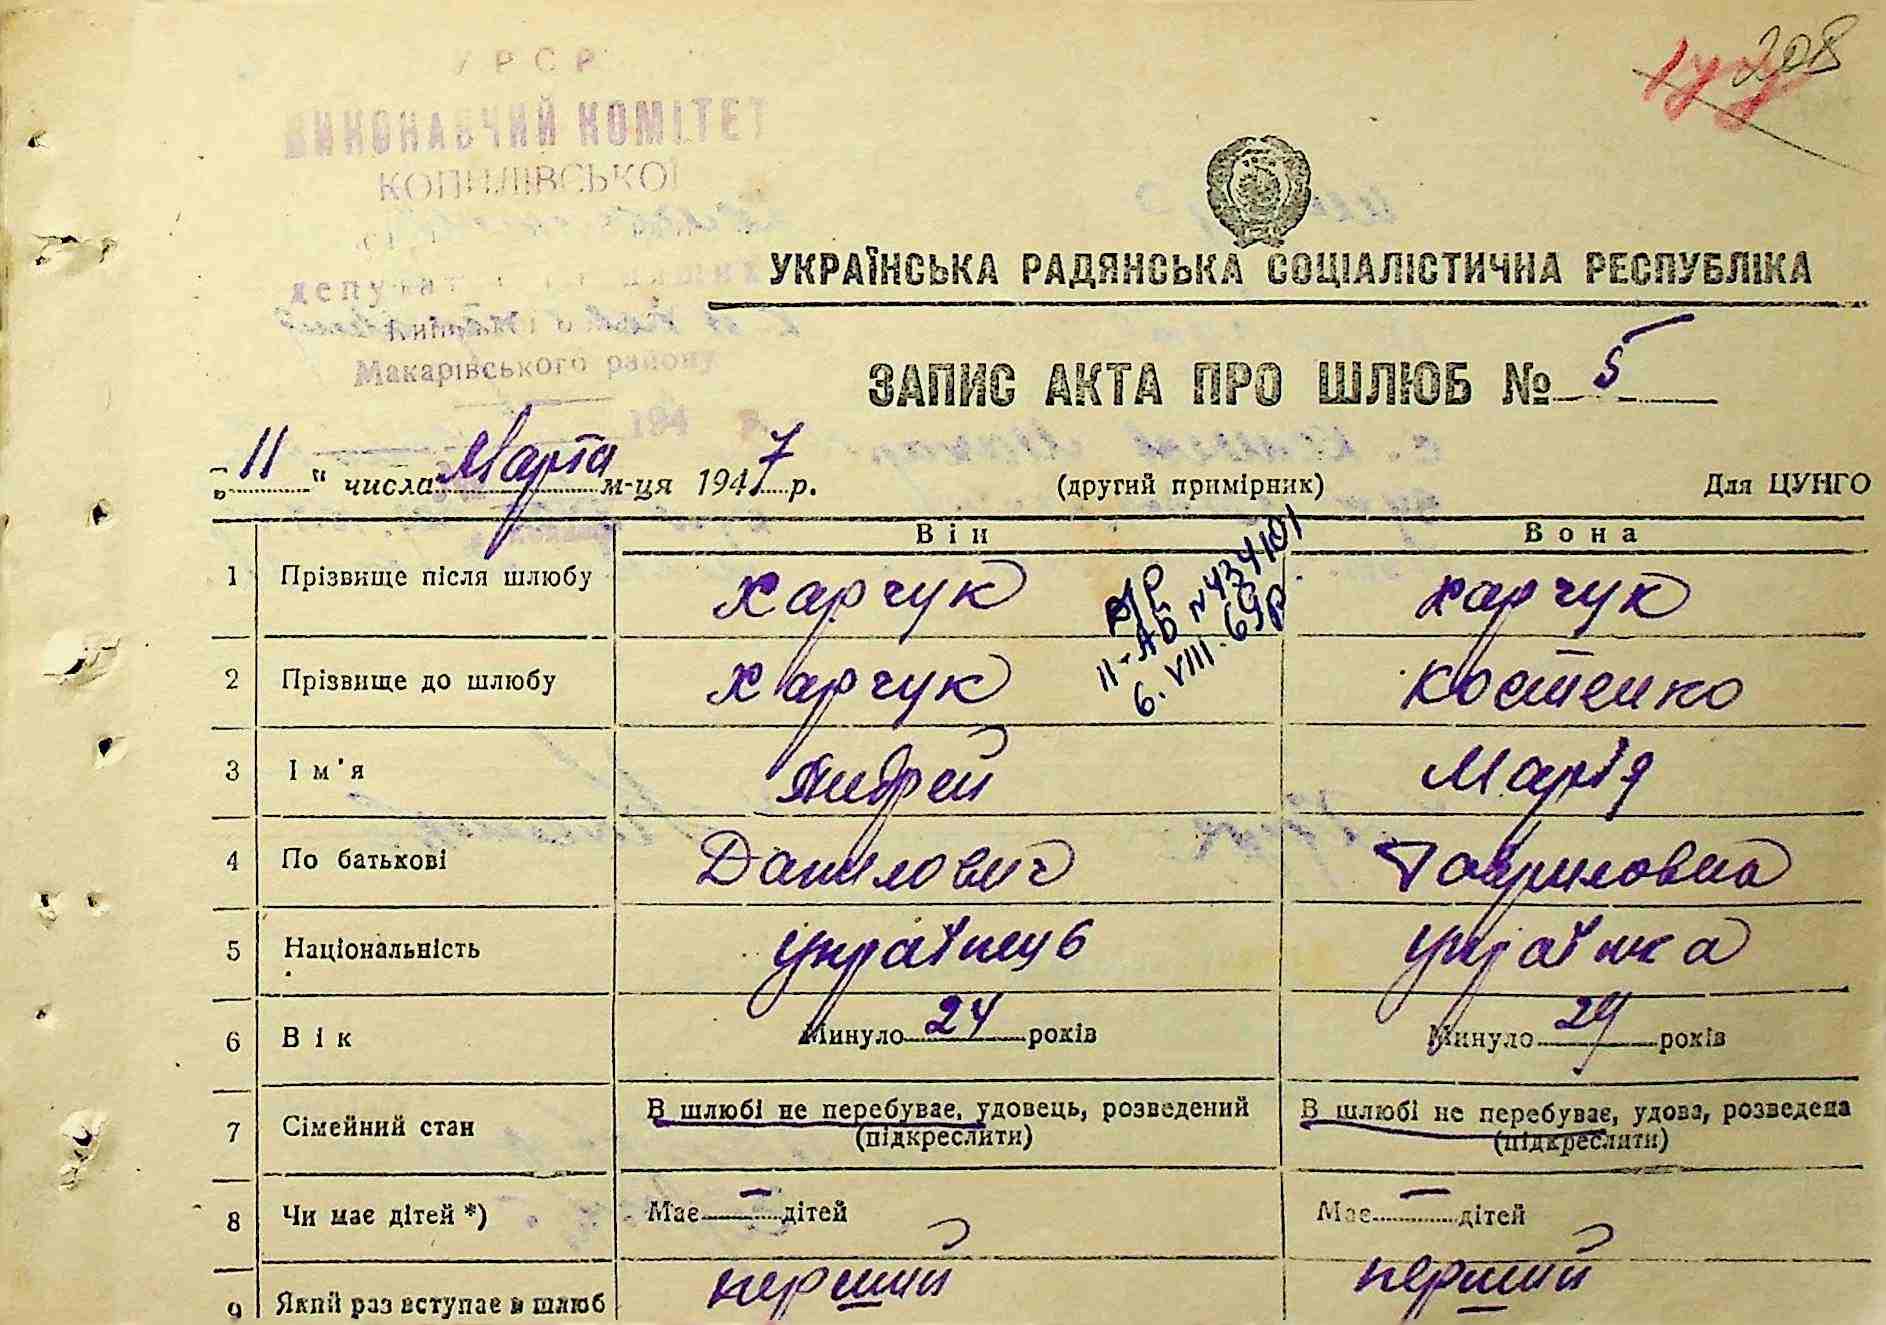 УРСР
ВИКОНАВЧИЙ КОМІТЕТ
КОПИЛІВСЬКОЇ
Макарівського району
194
208
УКРАЇНСЬКА РАДЯНСЬКА СОЦІАЛІСТИЧНА РЕСПУБЛІКА
ЗАПИС АКТА ПРО ШЛЮБ № 5
„11" числа Марта м-ця 1947 р. (другий примірник) Для ЦУНГО
Він Вона
1 Прізвище після шлюбу Харчук Харчук
ІІ-АБ №434101
6.VIII.69р.
2 Прізвище до шлюбу Харчук Костенко
3 Ім'я Андрей Марія
4 По батькові Данилович Гавриловна
5 Національність українець українка
6 Вік Минуло 24 років Минуло 24 років
7 Сімейний стан В шлюбі не перебуває, удовець, розведений В шлюбі не перебуває, удова, розведена
(підкреслити) (підкреслити)
8 Чи має дітей *) Має — дітей Має — дітей
9 Який раз вступає в шлюб перший перший